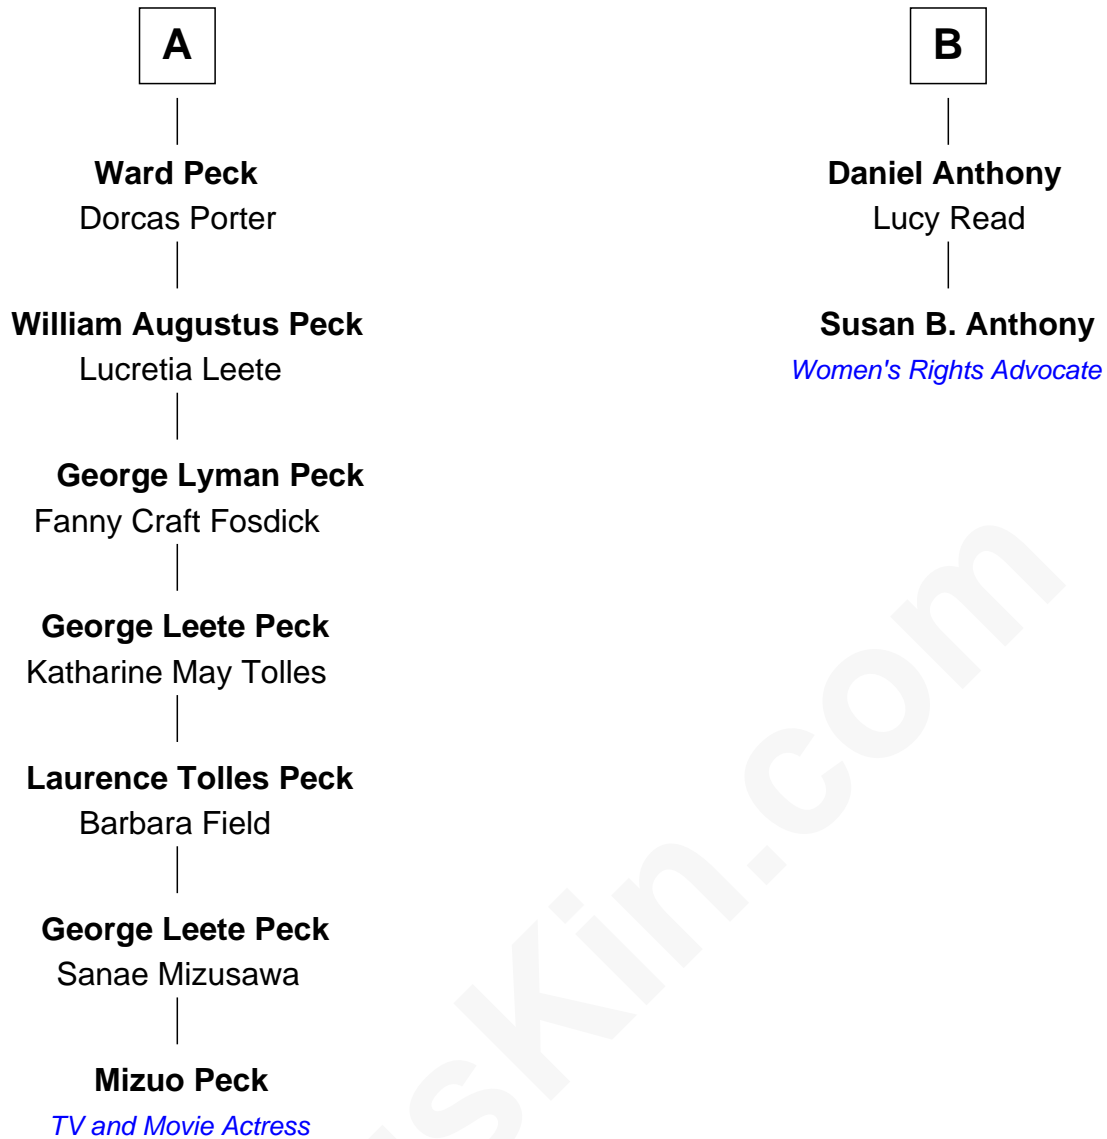 A
Ward Peck
Dorcas Porter
William Augustus Peck
Lucretia Leete
George Lyman Peck
Fanny Craft Fosdick
George Leete Peck
Katharine May Tolles
Laurence Tolles Peck
Barbara Field
George Leete Peck
Sanae Mizusawa
Mizuo Peck
TV and Movie Actress
B
Daniel Anthony
Lucy Read
Susan B. Anthony
Women's Rights Advocate
usKin.com